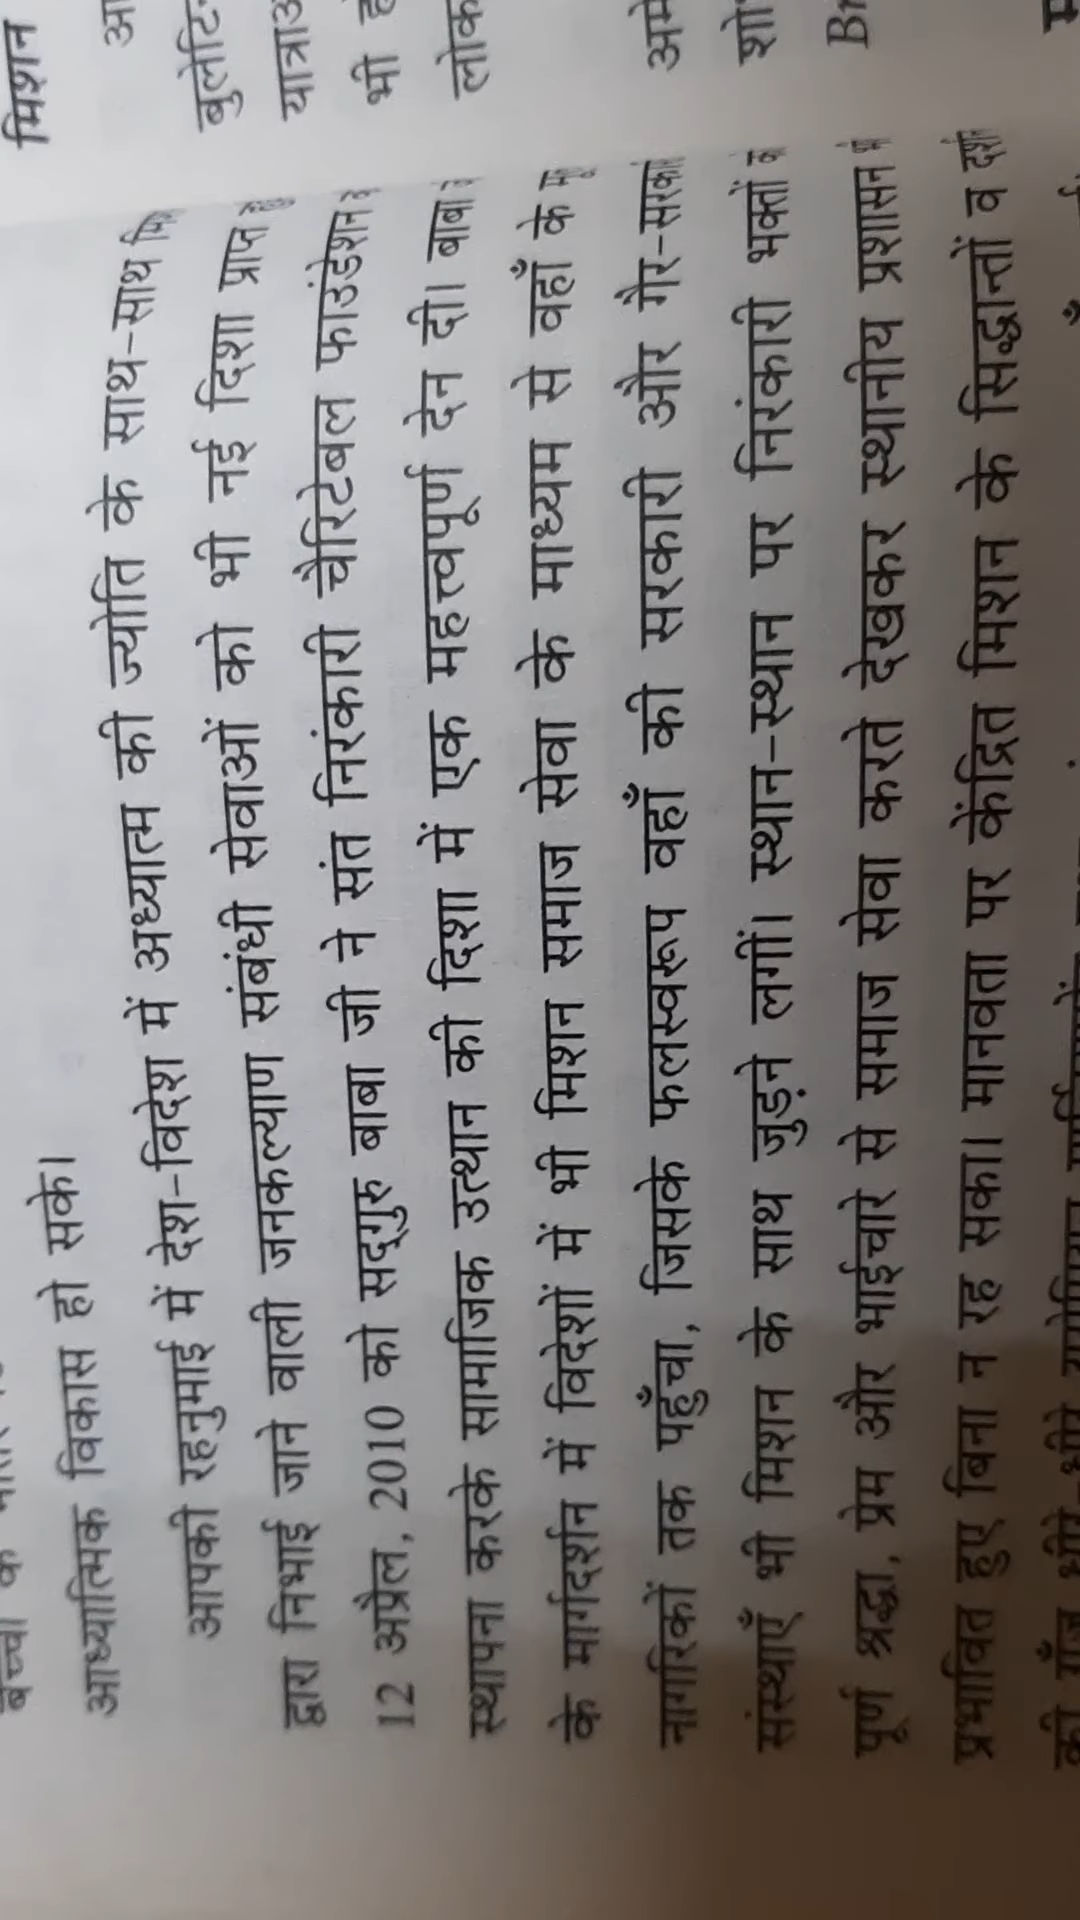 आध्यात्मिक विकास हो सके।
आपकी रहनुमाई में देश-विदेश में अध्यात्म की ज्योति के साथ-साथ
द्वारा निभाई जाने वाली जनकल्याण संबंधी सेवाओं को भी नई दिशा प्राप्त
12 अप्रैल, 2010 को सद्गुरु बाबा जी ने संत निरंकारी चैरिटेबल फाउंडेशन
स्थापना करके सामाजिक उत्थान की दिशा में एक महत्त्वपूर्ण देन दी। बाबा
के मार्गदर्शन में विदेशों में भी मिशन समाज सेवा के माध्यम से वहाँ के
नागरिकों तक पहुँचा, जिसके फलस्वरूप वहाँ की सरकारी और गैर-सरका
संस्थाएँ भी मिशन के साथ जुड़ने लगीं। स्थान-स्थान पर निरंकारी भक्तों
पूर्ण श्रद्धा, प्रेम और भाईचारे से समाज सेवा करते देखकर स्थानीय प्रशासन
प्रभावित हुए बिना न रह सका। मानवता पर केंद्रित मिशन के सिद्धान्तों व
मिशन
यात्राओ
भी
लोक